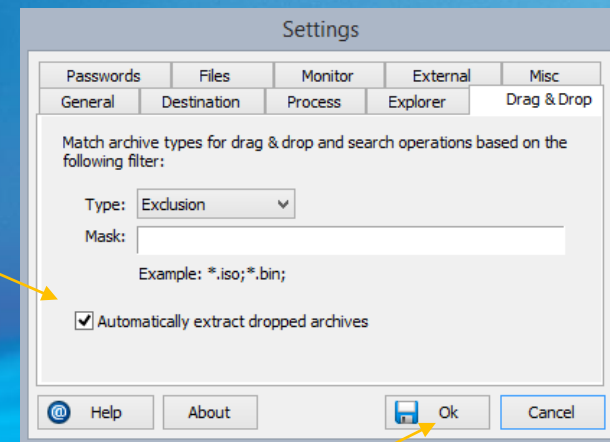 Settings
Passwords Files Monitor External Misc
General Destination Process Explorer Drag & Drop
Match archive types for drag & drop and search operations based on the
following filter:
Type: Exclusion
Mask:
Example: *.iso;*.bin;
Automatically extract dropped archives
Help About Ok Cancel